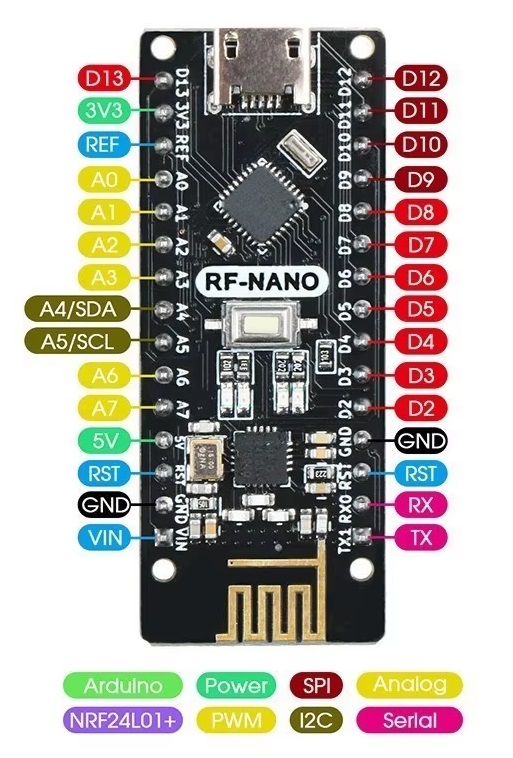 D13 D13 D12 D12
3V3 3V3 D11 D11
REF REF D10 D10
A0 A0 D9 D9
A1 A1 D8 D8
A2 A2 D7 D7
A3 A3 D6 D6
RF-NANO
A4/SDA A4 D5 D5
A5/SCL A5 D4 D4
103
A6 A6 D3 D3
A7 A7 D2 D2
5V 5V GND GND
RST RST RST RST
223
GND GND RX0 RX
105
VIN VIN TX1 TX
Arduino Power SPI Analog
NRF24L01+ PWM I2C Serial